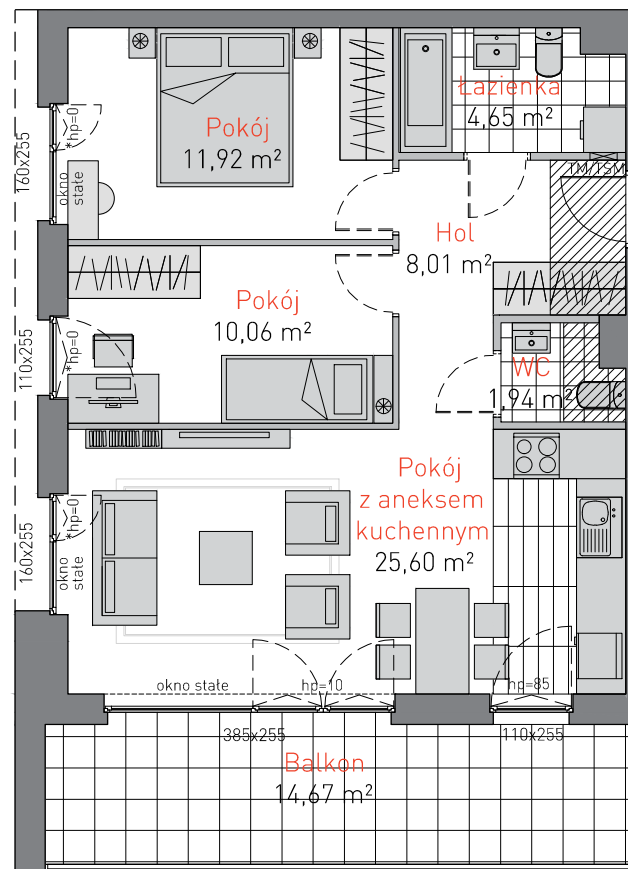 Łazienka
4,65 m²
Pokój
11,92 m²
160x255
*hp=0
okno
stałe
TM/TSM
Hol
8,01 m²
Pokój
10,06 m²
110x255
*hp=0
WC
1,94 m²
Pokój
z aneksem
kuchennym
25,60 m²
160x255
*hp=0
okno
stałe
okno stałe
hp=10
hp=85
385x255
110x255
Balkon
14,67 m²